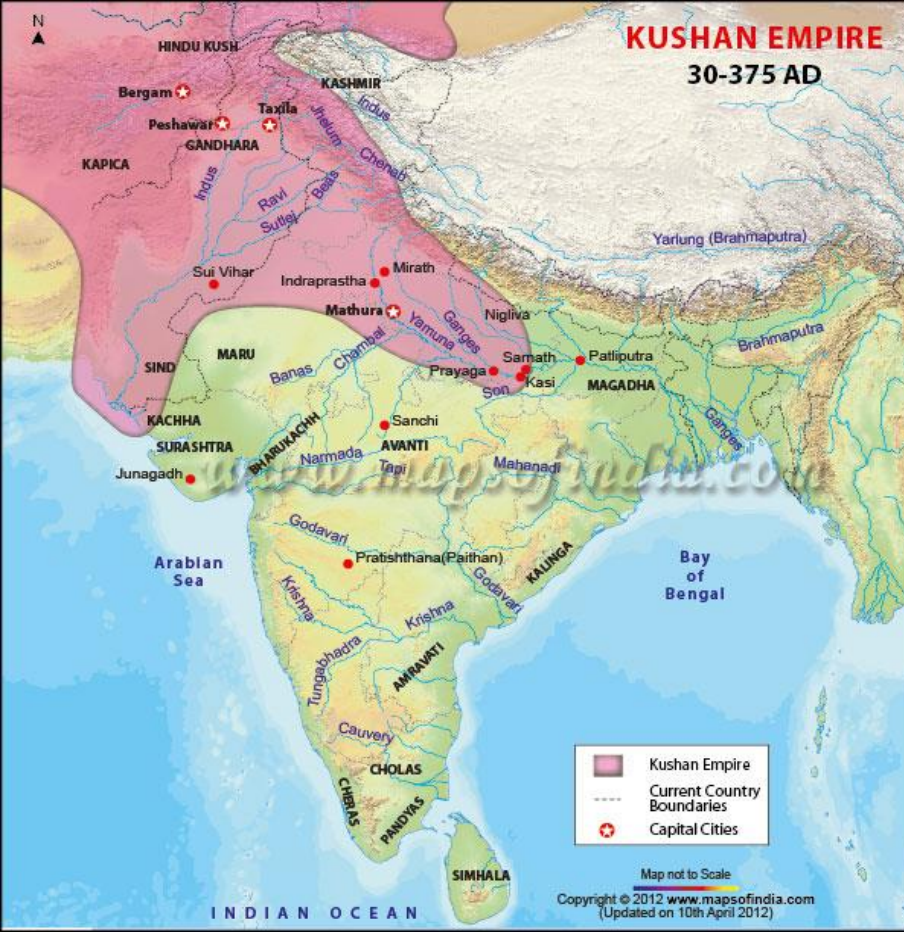 N
KUSHAN EMPIRE
30-375 AD
HINDU KUSH
KASHMIR
Bergam
Taxila
Peshawar
GANDHARA
KAPICA
Indus
Jhelum
Chenab
Indus
Ravi
Beas
Sutlej
Yarlung (Brahmaputra)
Sui Vihar
Mirath
Indraprastha
Mathura
Nigliva
Ganges
Yamuna
Chambal
Brahmaputra
SIND
MARU
Banas
Samath
Patliputra
Prayaga
Kasi
Son
MAGADHA
KACHHA
Sanchi
Ganges
SURASHTRA
BHARUKACHH
AVANTI
Narmada
Tapi
Mahanadi
Junagadh
www.mapsofindia.com
Godavari
Arabian
Sea
Pratishthana(Paithan)
KALINGA
Bay
of
Bengal
Godavari
Krishna
Krishna
Tungabhadra
AMRAVATI
Cauvery
CHOLAS
CHERAS
PANDYAS
SIMHALA
INDIAN OCEAN
Kushan Empire
Current Country
Boundaries
Capital Cities
Map not to Scale
Copyright © 2012 www.mapsofindia.com
(Updated on 10th April 2012)